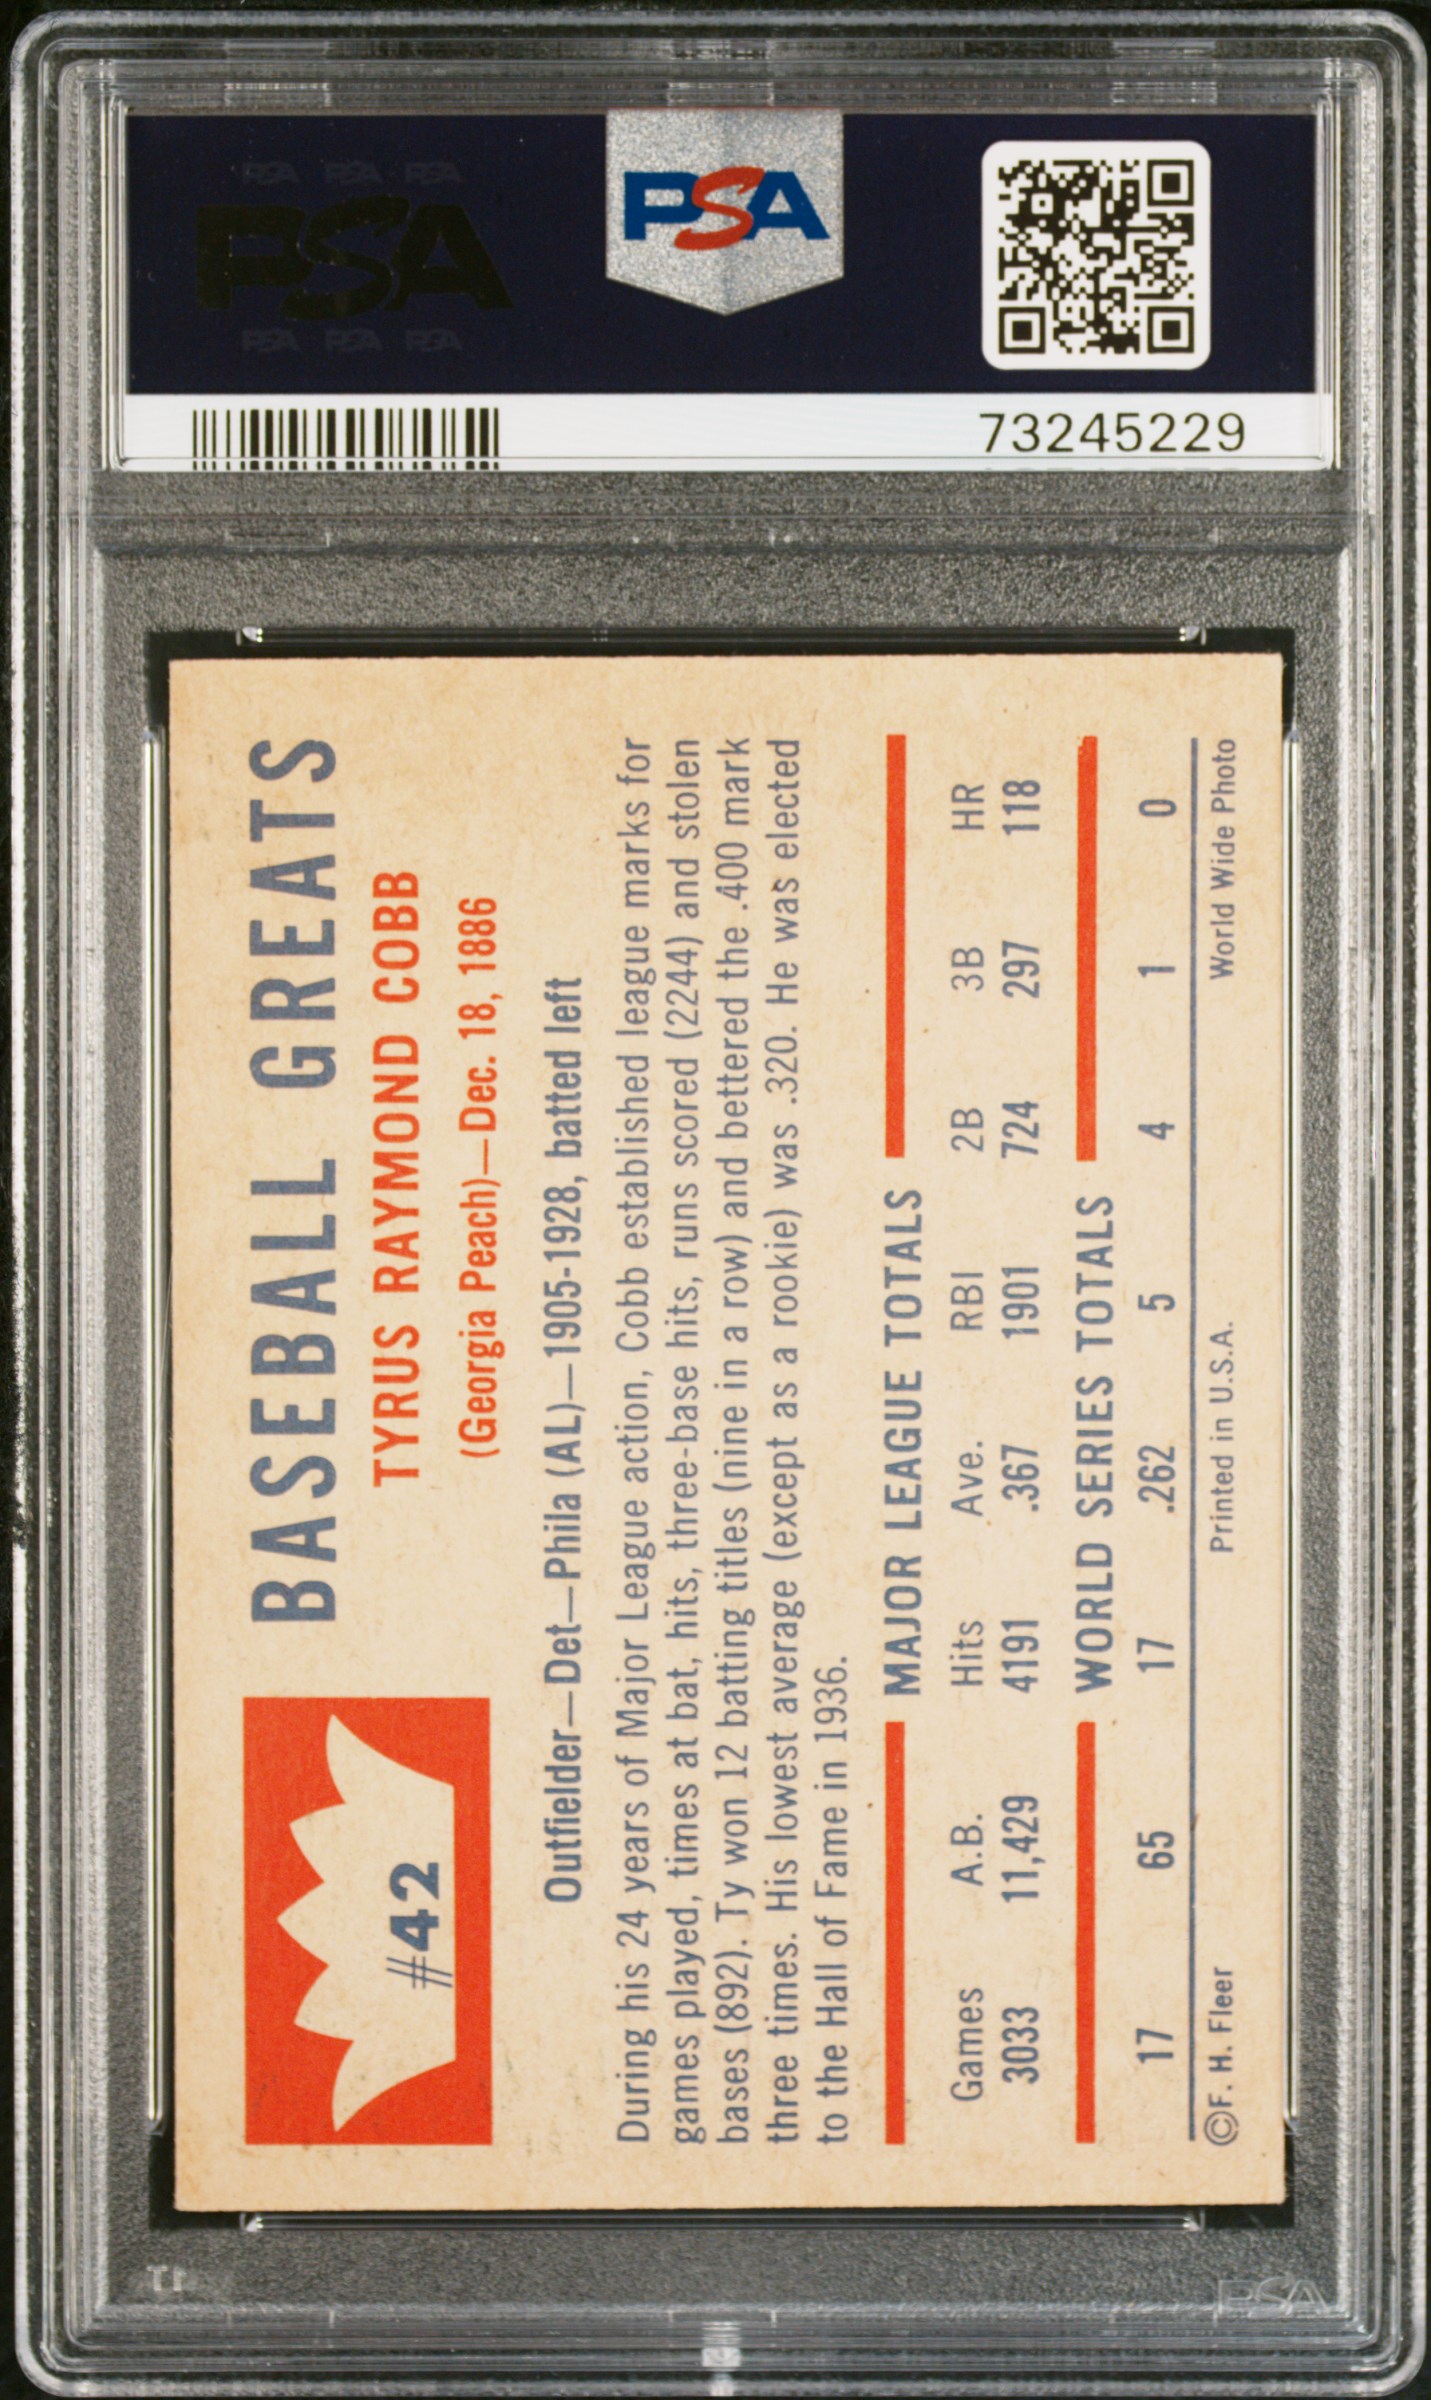 PSA PSA PSA
PSA
PSA PSA PSA
PSA
73245229
#42
BASEBALL GREATS
TYRUS RAYMOND COBB
(Georgia Peach)—Dec. 18, 1886
Outfielder—Det—Phila (AL)—1905-1928, batted left
During his 24 years of Major League action, Cobb established league marks for
games played, times at bat, hits, three-base hits, runs scored (2244) and stolen
bases (892). Ty won 12 batting titles (nine in a row) and bettered the .400 mark
three times. His lowest average (except as a rookie) was .320. He was elected
to the Hall of Fame in 1936.
MAJOR LEAGUE TOTALS
Games A.B. Hits Ave. RBI 2B 3B HR
3033 11,429 4191 .367 1901 724 297 118
WORLD SERIES TOTALS
17 65 17 .262 5 4 1 0
©F. H. Fleer Printed in U.S.A. World Wide Photo
PSA